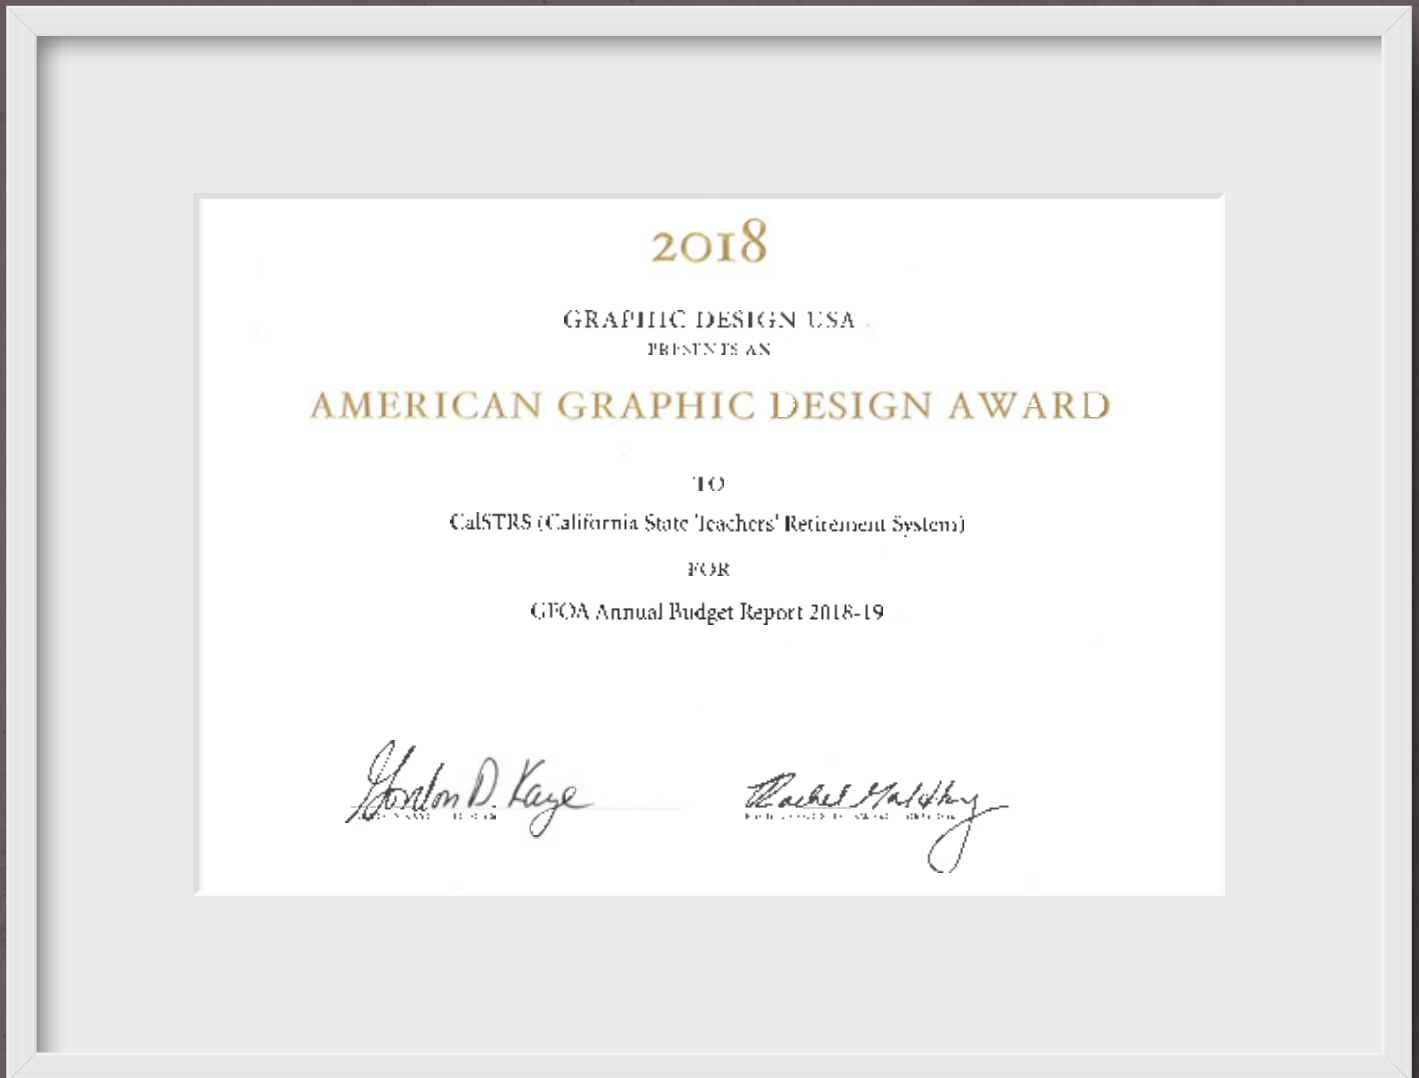 2018
GRAPHIC DESIGN USA
PRESENTS AN
AMERICAN GRAPHIC DESIGN AWARD
TO
CalSTRS (California State Teachers' Retirement System)
FOR
GFOA Annual Budget Report 2018-19
Gordon D. Kaye Rachel